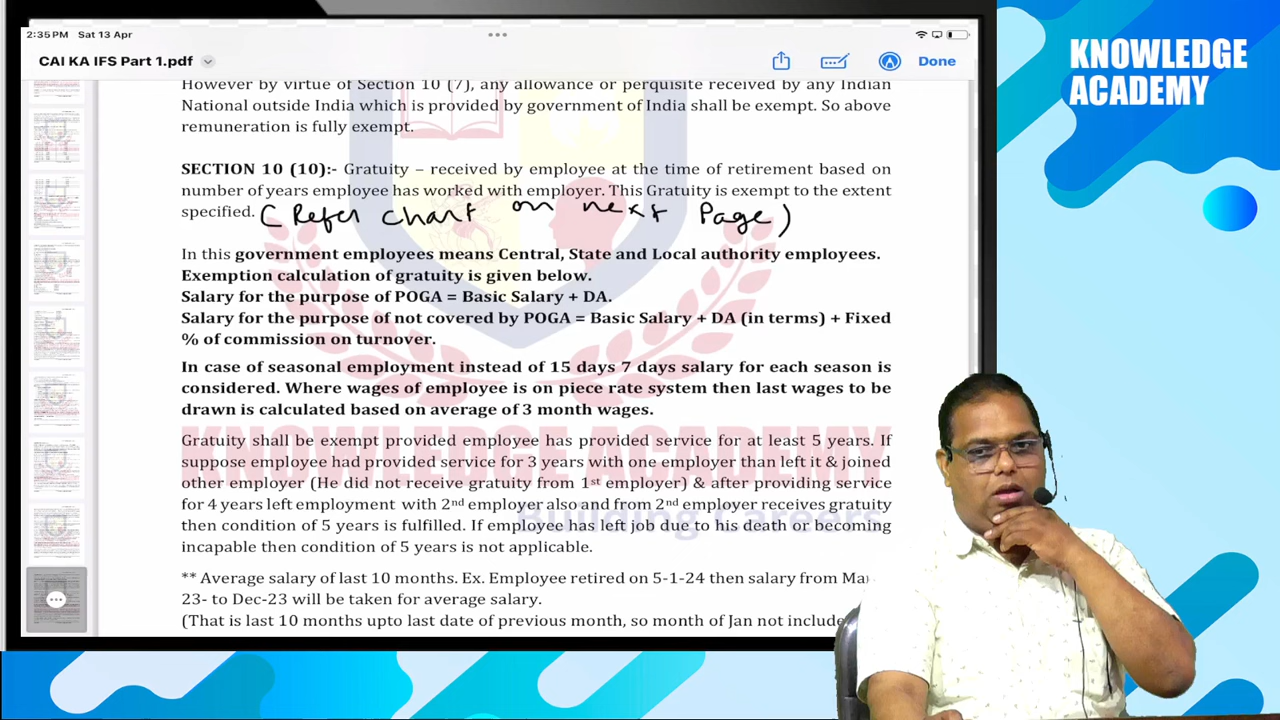 2:35 PM Sat 13 Apr
CAI KA IFS Part 1.pdf
Done
KNOWLEDGE
ACADEMY
However by virtue of Section 10 (7) any allowance or perquisite received by any Indian
National outside India which is provided by government of India shall be exempt. So above
remuneration is fully exempt.
SECTION 10 (10): Gratuity – received by employee at the time of retirement based on
number of years employee has worked with employer. This Gratuity is exempt to the extent
specific
(Refer chart on next Page)
In this government employees means Central State and Local authority employees.
Exemption calculation of gratuity is given below.
Salary for the purpose of POGA = Basic Salary + DA.
Salary for the purpose of not covered by POGA = Basic Salary + DA (in terms) + Fixed
% of commission on turnover.
In case of seasonal employment instead of 15 days 7 days salary for each season is
considered. Where wages of employee is on piece rate system than last wages to be
drawn is calculated based on average of 3 month wages.
Gratuity shall be exempt provided employee has provided service for at least 5 years. If
suppose employee had provided service for 3 years with one employer and left it & joined
other employer (He did not receive gratuity from 1st employer) & after providing service
for 4 years left employment with 2nd employer also and from 2nd employer receives gratuity
then condition of 5 years is fulfilled. If employee has left job due to his death or becoming
incapable then condition of 5 years is not applicable.
** Average salary of last 10 months. i.e. Employee retired on 5-1-24 then salary from Mar
23- to Dec-23 will be taken for average salary.
(That is last 10 months upto last date of previous month, so month of Jan not include
Building Careers